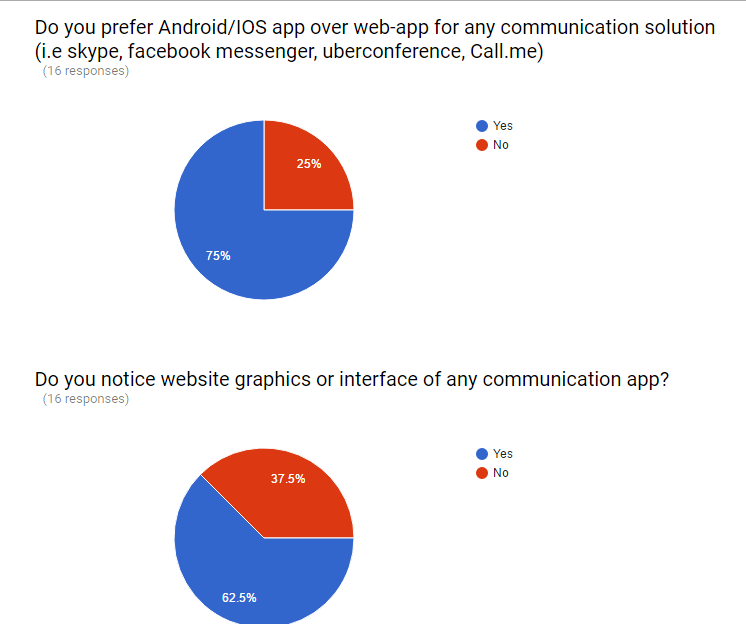 Do you prefer Android/IOS app over web-app for any communication solution
(i.e skype, facebook messenger, uberconference, Call.me)
(16 responses)
Yes
No
25%
75%
Do you notice website graphics or interface of any communication app?
(16 responses)
Yes
No
37.5%
62.5%